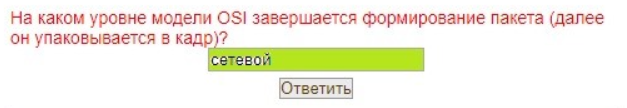 На каком уровне модели OSI завершается формирование пакета (далее
он упаковывается в кадр)?
сетевой
Ответить